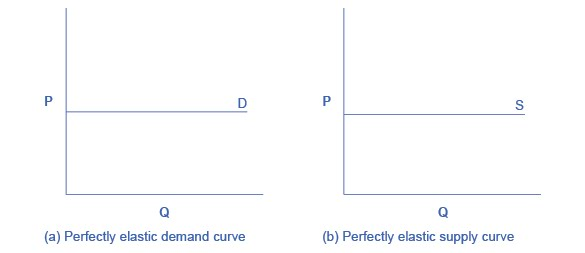 P
D
Q
(a) Perfectly elastic demand curve
P
S
Q
(b) Perfectly elastic supply curve